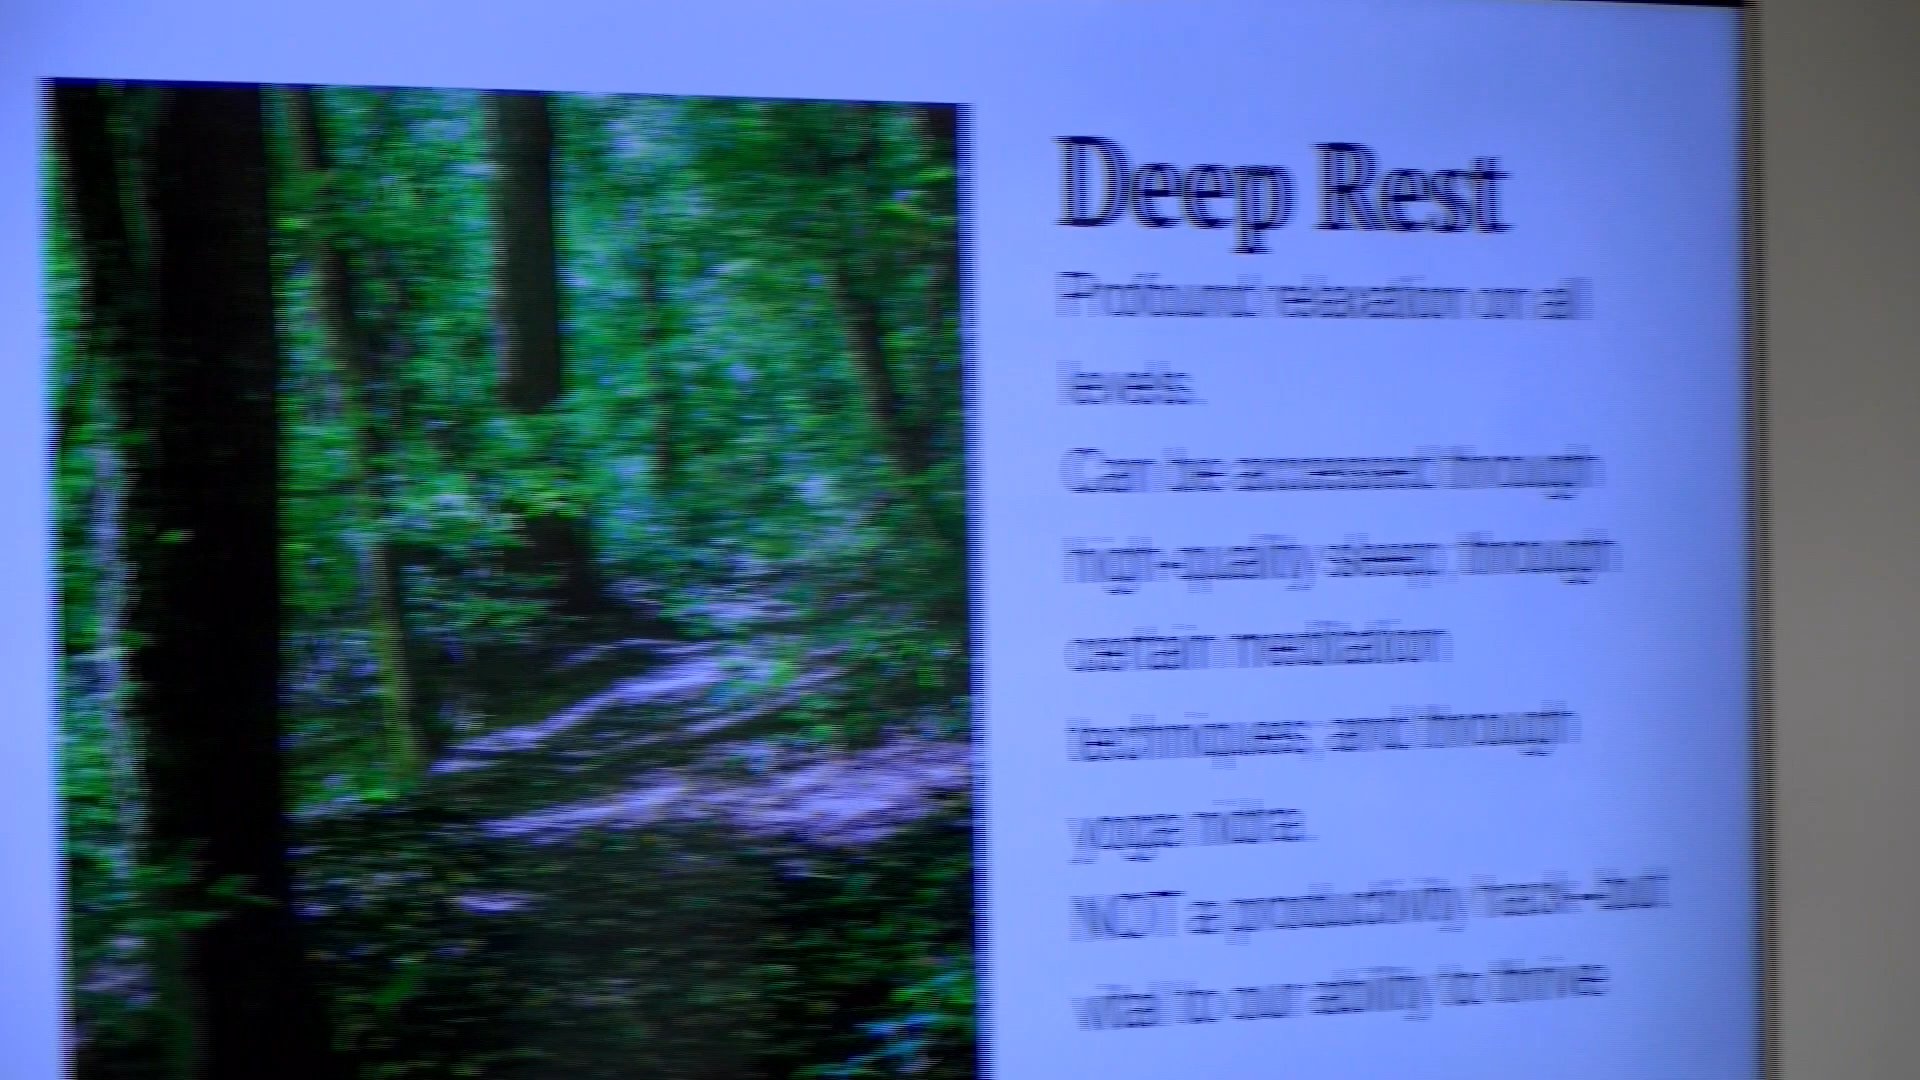 Deep Rest
Profound relaxation on all
levels.
Can be accessed through
high-quality sleep, through
certain meditation
techniques, and through
yoga nidra.
NOT a productivity hack--but
vital to our ability to thrive